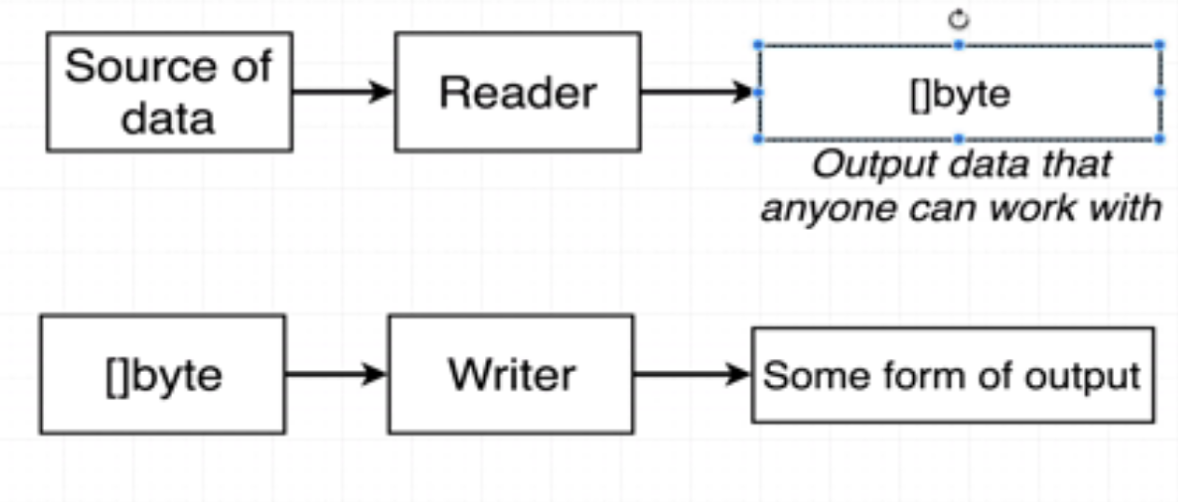 Source of
data
Reader
[]byte
Output data that
anyone can work with
[]byte
Writer
Some form of output